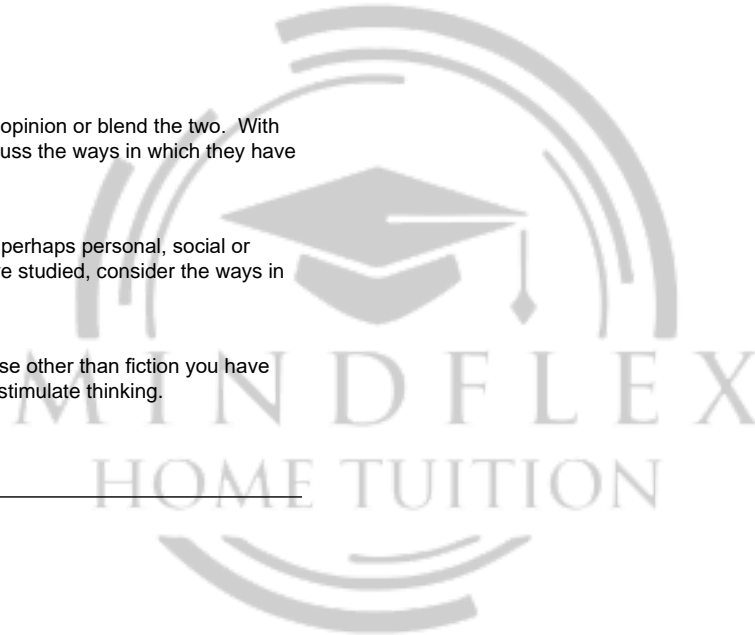 opinion or blend the two. With
uss the ways in which they have
perhaps personal, social or
e studied, consider the ways in
se other than fiction you have
stimulate thinking.
MINDFLEX
HOME TUITION